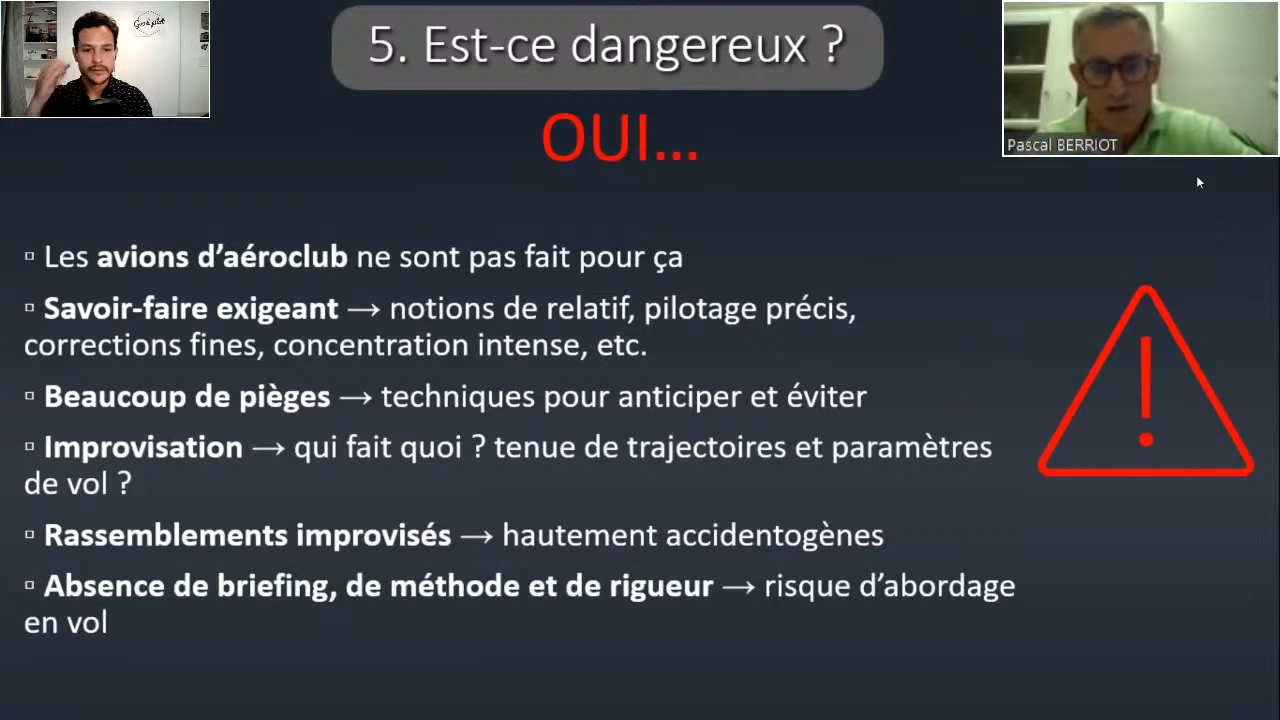 Good pilot
5. Est-ce dangereux ?
OUI...
Pascal BERRIOT
▫ Les avions d’aéroclub ne sont pas fait pour ça
▫ Savoir-faire exigeant → notions de relatif, pilotage précis,
corrections fines, concentration intense, etc.
▫ Beaucoup de pièges → techniques pour anticiper et éviter
▫ Improvisation → qui fait quoi ? tenue de trajectoires et paramètres
de vol ?
▫ Rassemblements improvisés → hautement accidentogènes
▫ Absence de briefing, de méthode et de rigueur → risque d’abordage
en vol